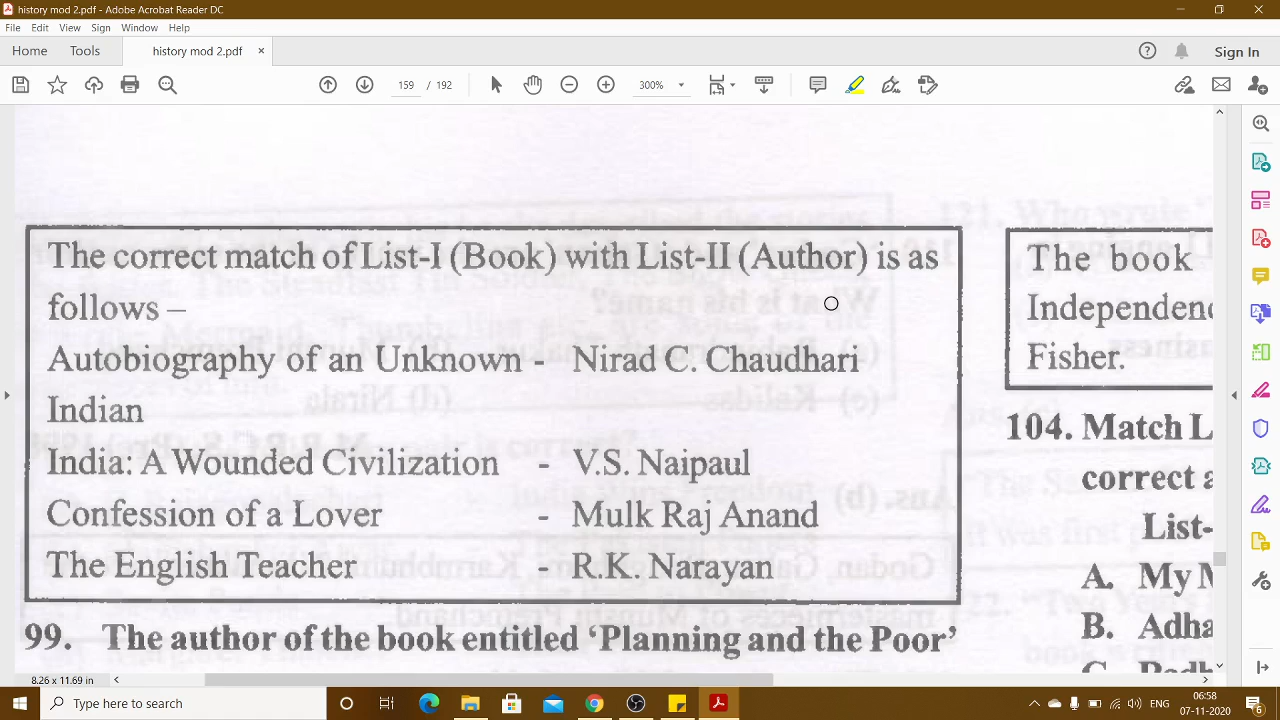 history mod 2.pdf - Adobe Acrobat Reader DC
File Edit View Sign Window Help
Home Tools history mod 2.pdf × Sign In
159 / 192 300%
The correct match of List-I (Book) with List-II (Author) is as
follows –
Autobiography of an Unknown - Nirad C. Chaudhari
Indian
India: A Wounded Civilization - V.S. Naipaul
Confession of a Lover - Mulk Raj Anand
The English Teacher - R.K. Narayan
99. The author of the book entitled ‘Planning and the Poor’
The book
Independenc
Fisher.
104. Match L
correct a
List-
A. My M
B. Adha
8.26 x 11.69 in
Type here to search
ENG
06:58
07-11-2020
6